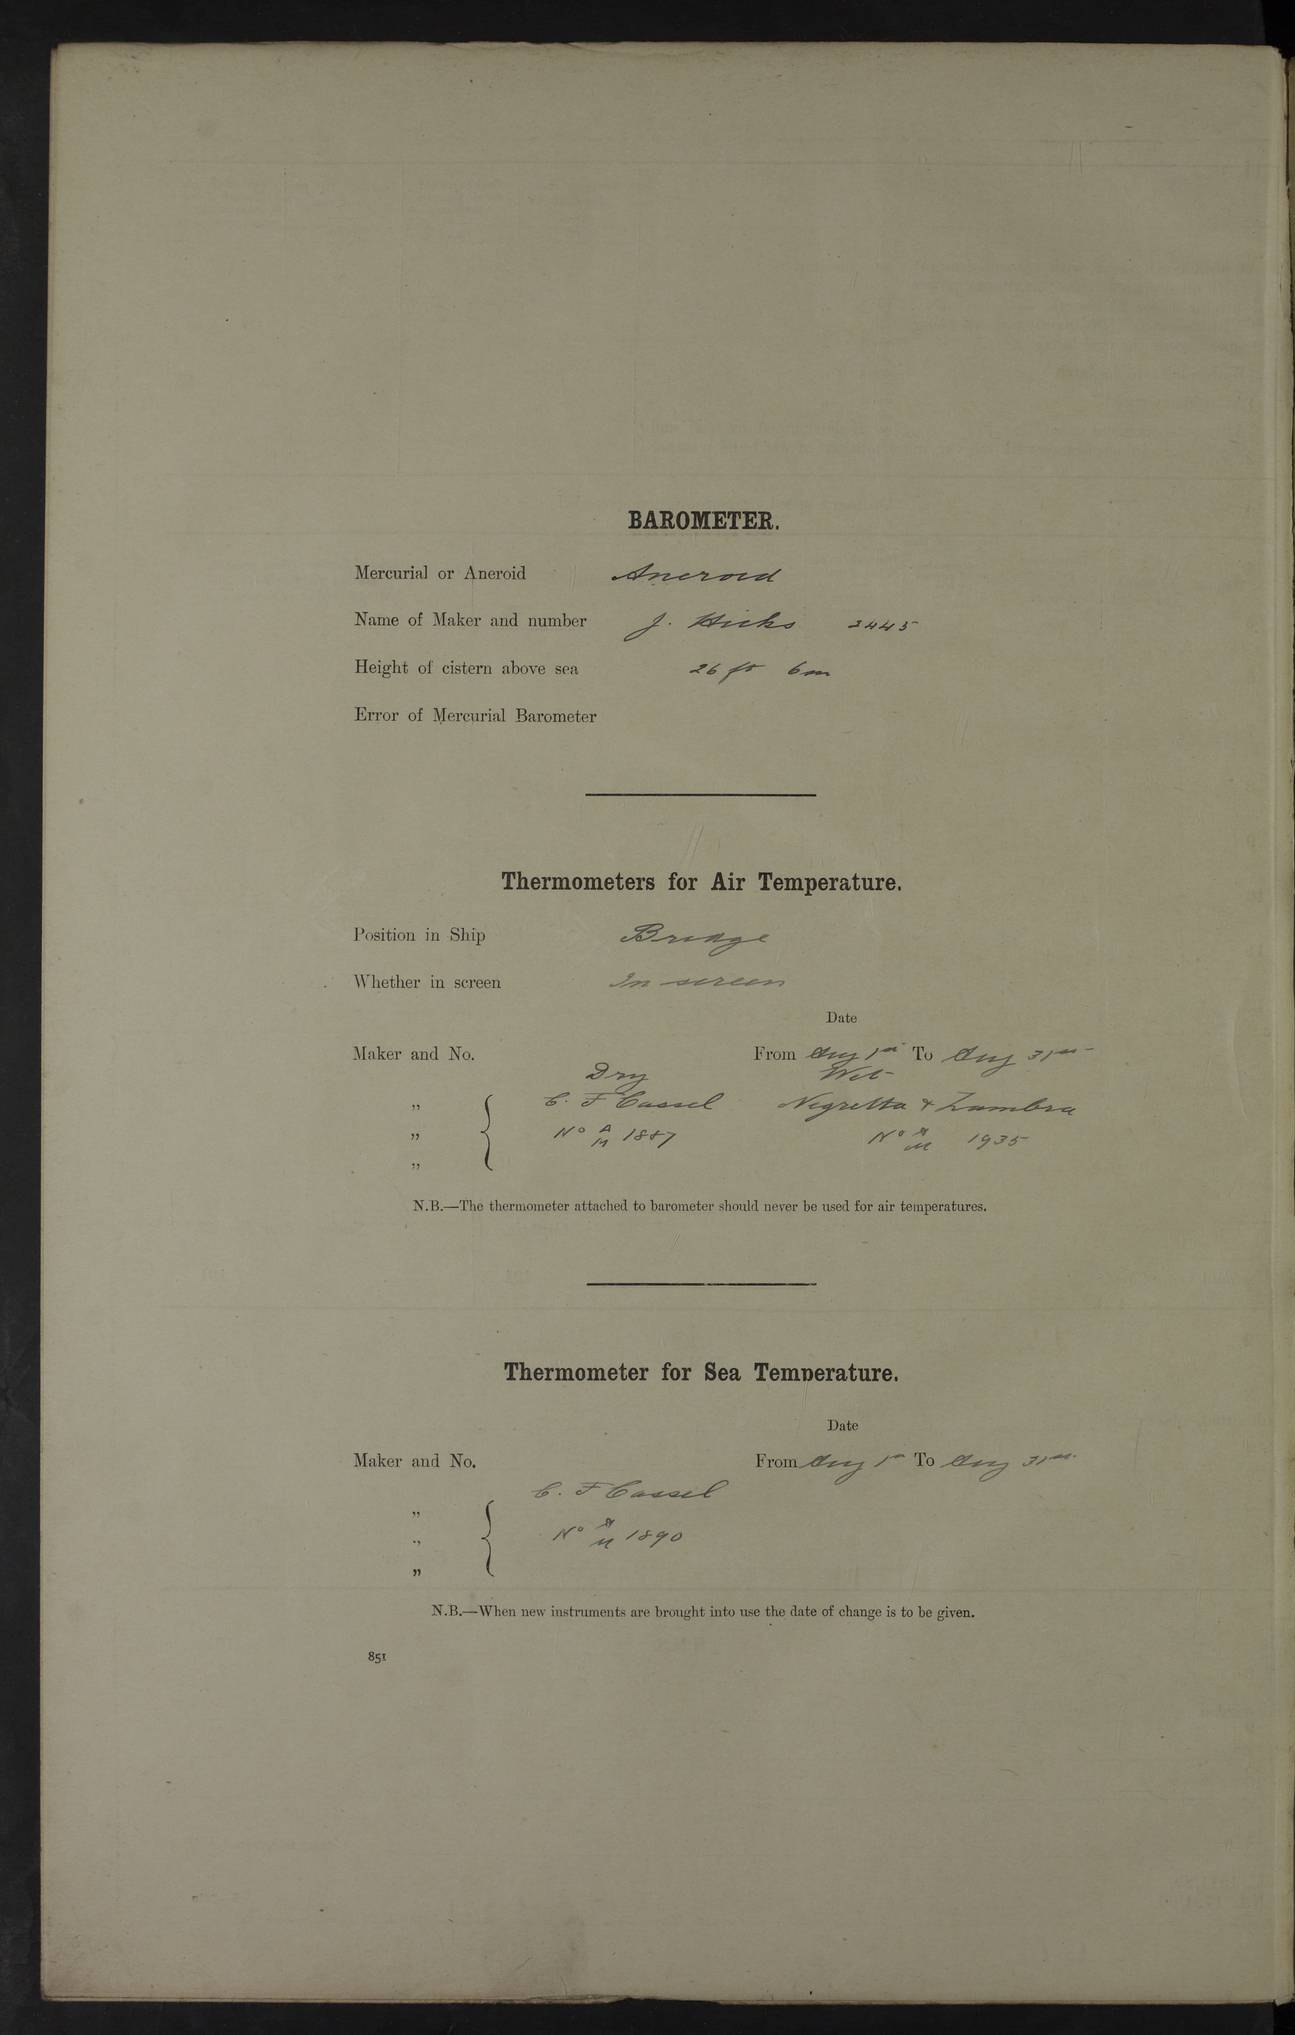 BAROMETER.
Mercurial or Aneroid Aneroid
Name of Maker and number J. Hicks 2445
Height of cistern above sea 26 ft 6 in
Error of Mercurial Barometer
Thermometers for Air Temperature.
Position in Ship Bridge
Whether in screen In screen
Date
Maker and No. From Aug 1st To Aug 31st
Dry Wet
„ C. F Cassel Negretta & Zambra
„ No A/M 1887 No A/M 1935
„
N.B.—The thermometer attached to barometer should never be used for air temperatures.
Thermometer for Sea Temperature.
Date
Maker and No. From Aug 1st To Aug 31st
C. F Cassel
„
„ No A/M 1890
„
N.B.—When new instruments are brought into use the date of change is to be given.
851